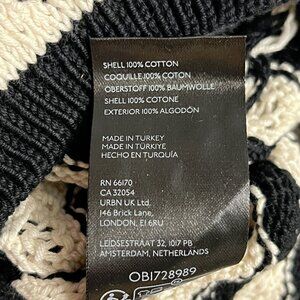 SHELL 100% COTTON
COQUILLE 100% COTON
OBERSTOFF 100% BAUMWOLLE
SHELL 100% COTONE
EXTERIOR 100% ALGODÓN
MADE IN TURKEY
MADE IN TÜRKIYE
HECHO EN TURQUÍA
RN 66170
CA 32054
URBN UK Ltd.
146 Brick Lane,
LONDON, E1 6RU
LEIDSESTRAAT 32, 1017 PB
AMSTERDAM, NETHERLANDS
OB1728989